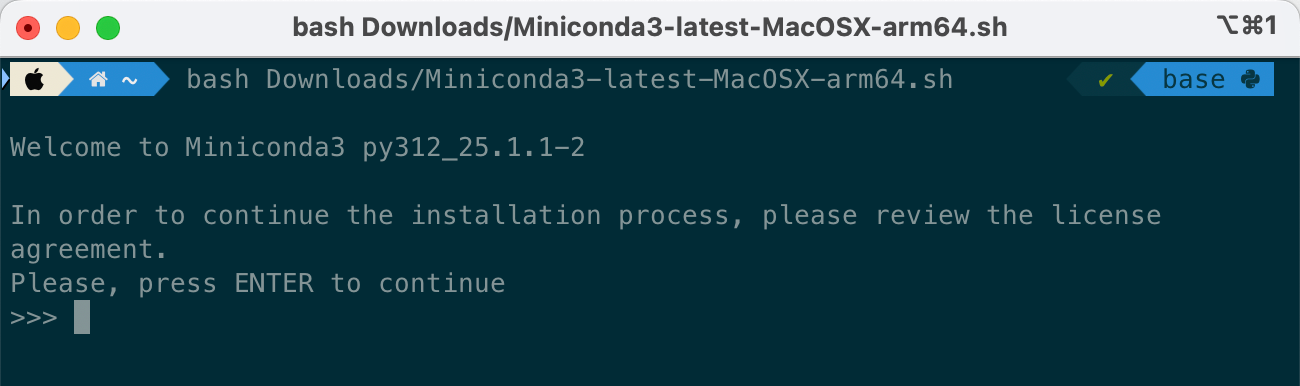 bash Downloads/Miniconda3-latest-MacOSX-arm64.sh ⌥⌘1
~ bash Downloads/Miniconda3-latest-MacOSX-arm64.sh ✔ base
Welcome to Miniconda3 py312_25.1.1-2
In order to continue the installation process, please review the license
agreement.
Please, press ENTER to continue
>>>